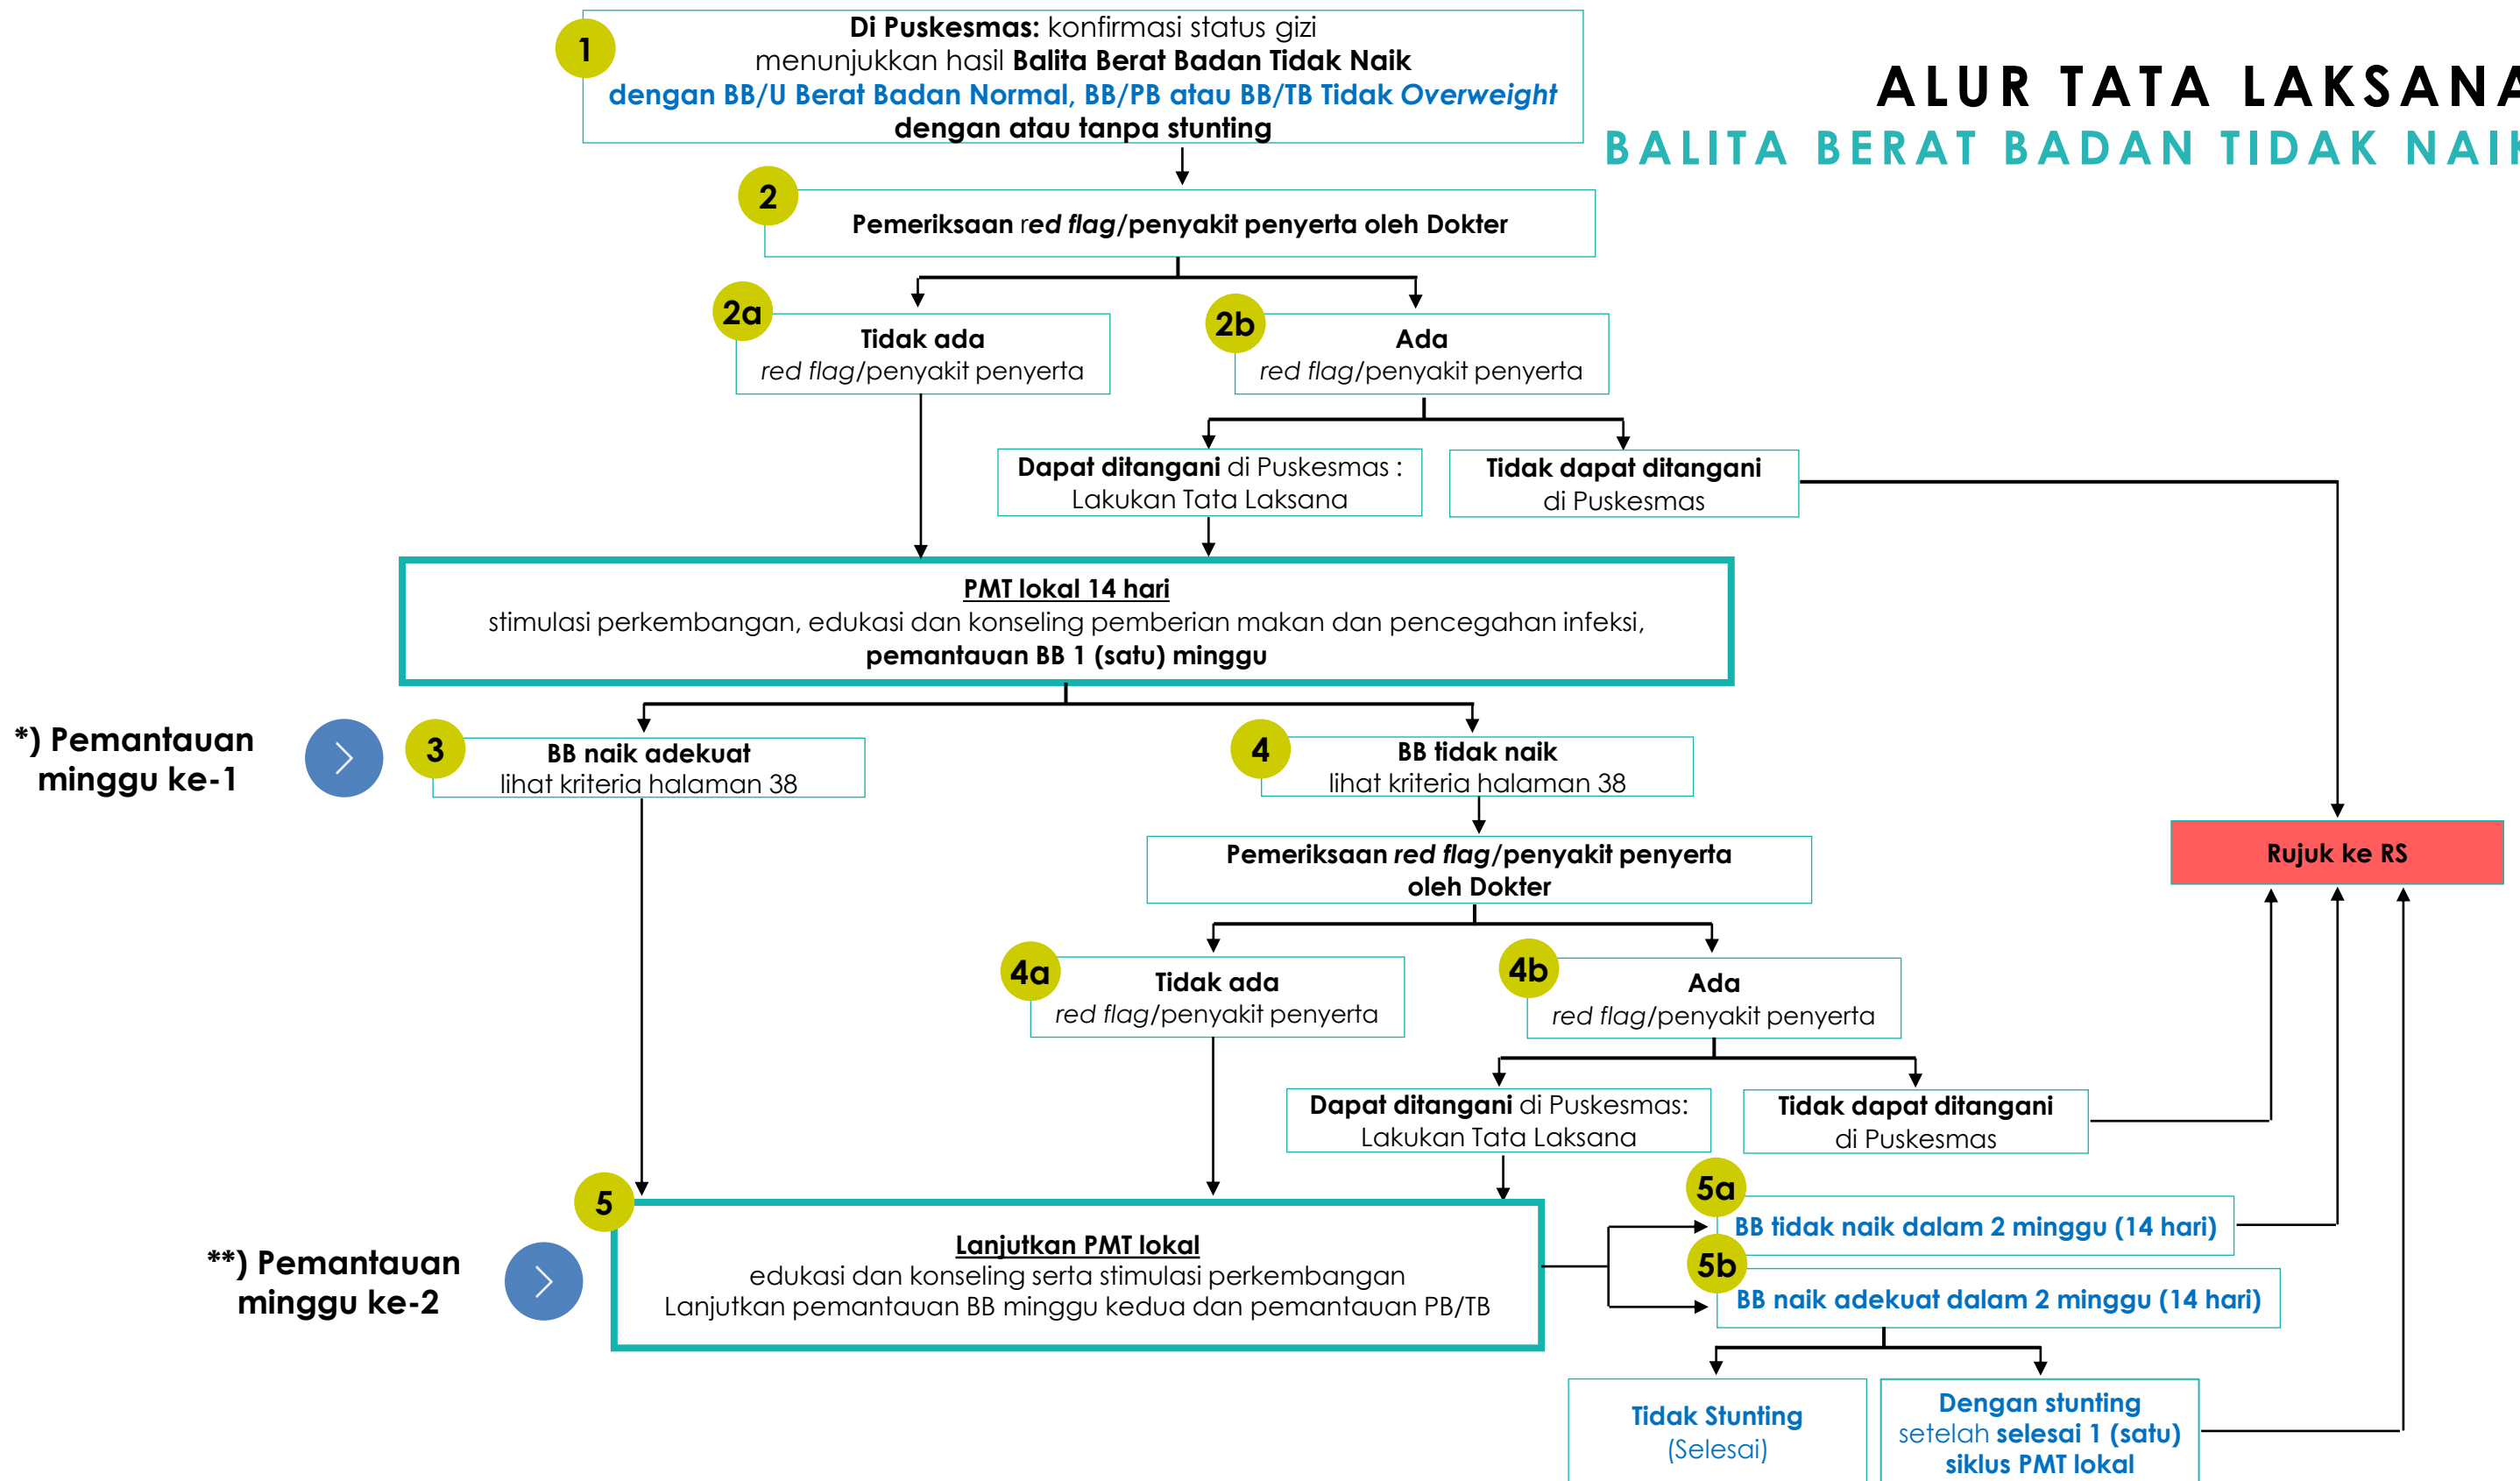 1
Di Puskesmas: konfirmasi status gizi
menunjukkan hasil Balita Berat Badan Tidak Naik
dengan BB/U Berat Badan Normal, BB/PB atau BB/TB Tidak Overweight
dengan atau tanpa stunting
ALUR TATA LAKSANA
BALITA BERAT BADAN TIDAK NAIK
2
Pemeriksaan red flag/penyakit penyerta oleh Dokter
2a
Tidak ada
red flag/penyakit penyerta
2b
Ada
red flag/penyakit penyerta
Dapat ditangani di Puskesmas :
Lakukan Tata Laksana
Tidak dapat ditangani
di Puskesmas
PMT lokal 14 hari
stimulasi perkembangan, edukasi dan konseling pemberian makan dan pencegahan infeksi,
pemantauan BB 1 (satu) minggu
*) Pemantauan
minggu ke-1
3
BB naik adekuat
lihat kriteria halaman 38
4
BB tidak naik
lihat kriteria halaman 38
Pemeriksaan red flag/penyakit penyerta
oleh Dokter
Rujuk ke RS
4a
Tidak ada
red flag/penyakit penyerta
4b
Ada
red flag/penyakit penyerta
Dapat ditangani di Puskesmas:
Lakukan Tata Laksana
Tidak dapat ditangani
di Puskesmas
**) Pemantauan
minggu ke-2
5
Lanjutkan PMT lokal
edukasi dan konseling serta stimulasi perkembangan
Lanjutkan pemantauan BB minggu kedua dan pemantauan PB/TB
5a
BB tidak naik dalam 2 minggu (14 hari)
5b
BB naik adekuat dalam 2 minggu (14 hari)
Tidak Stunting
(Selesai)
Dengan stunting
setelah selesai 1 (satu)
siklus PMT lokal